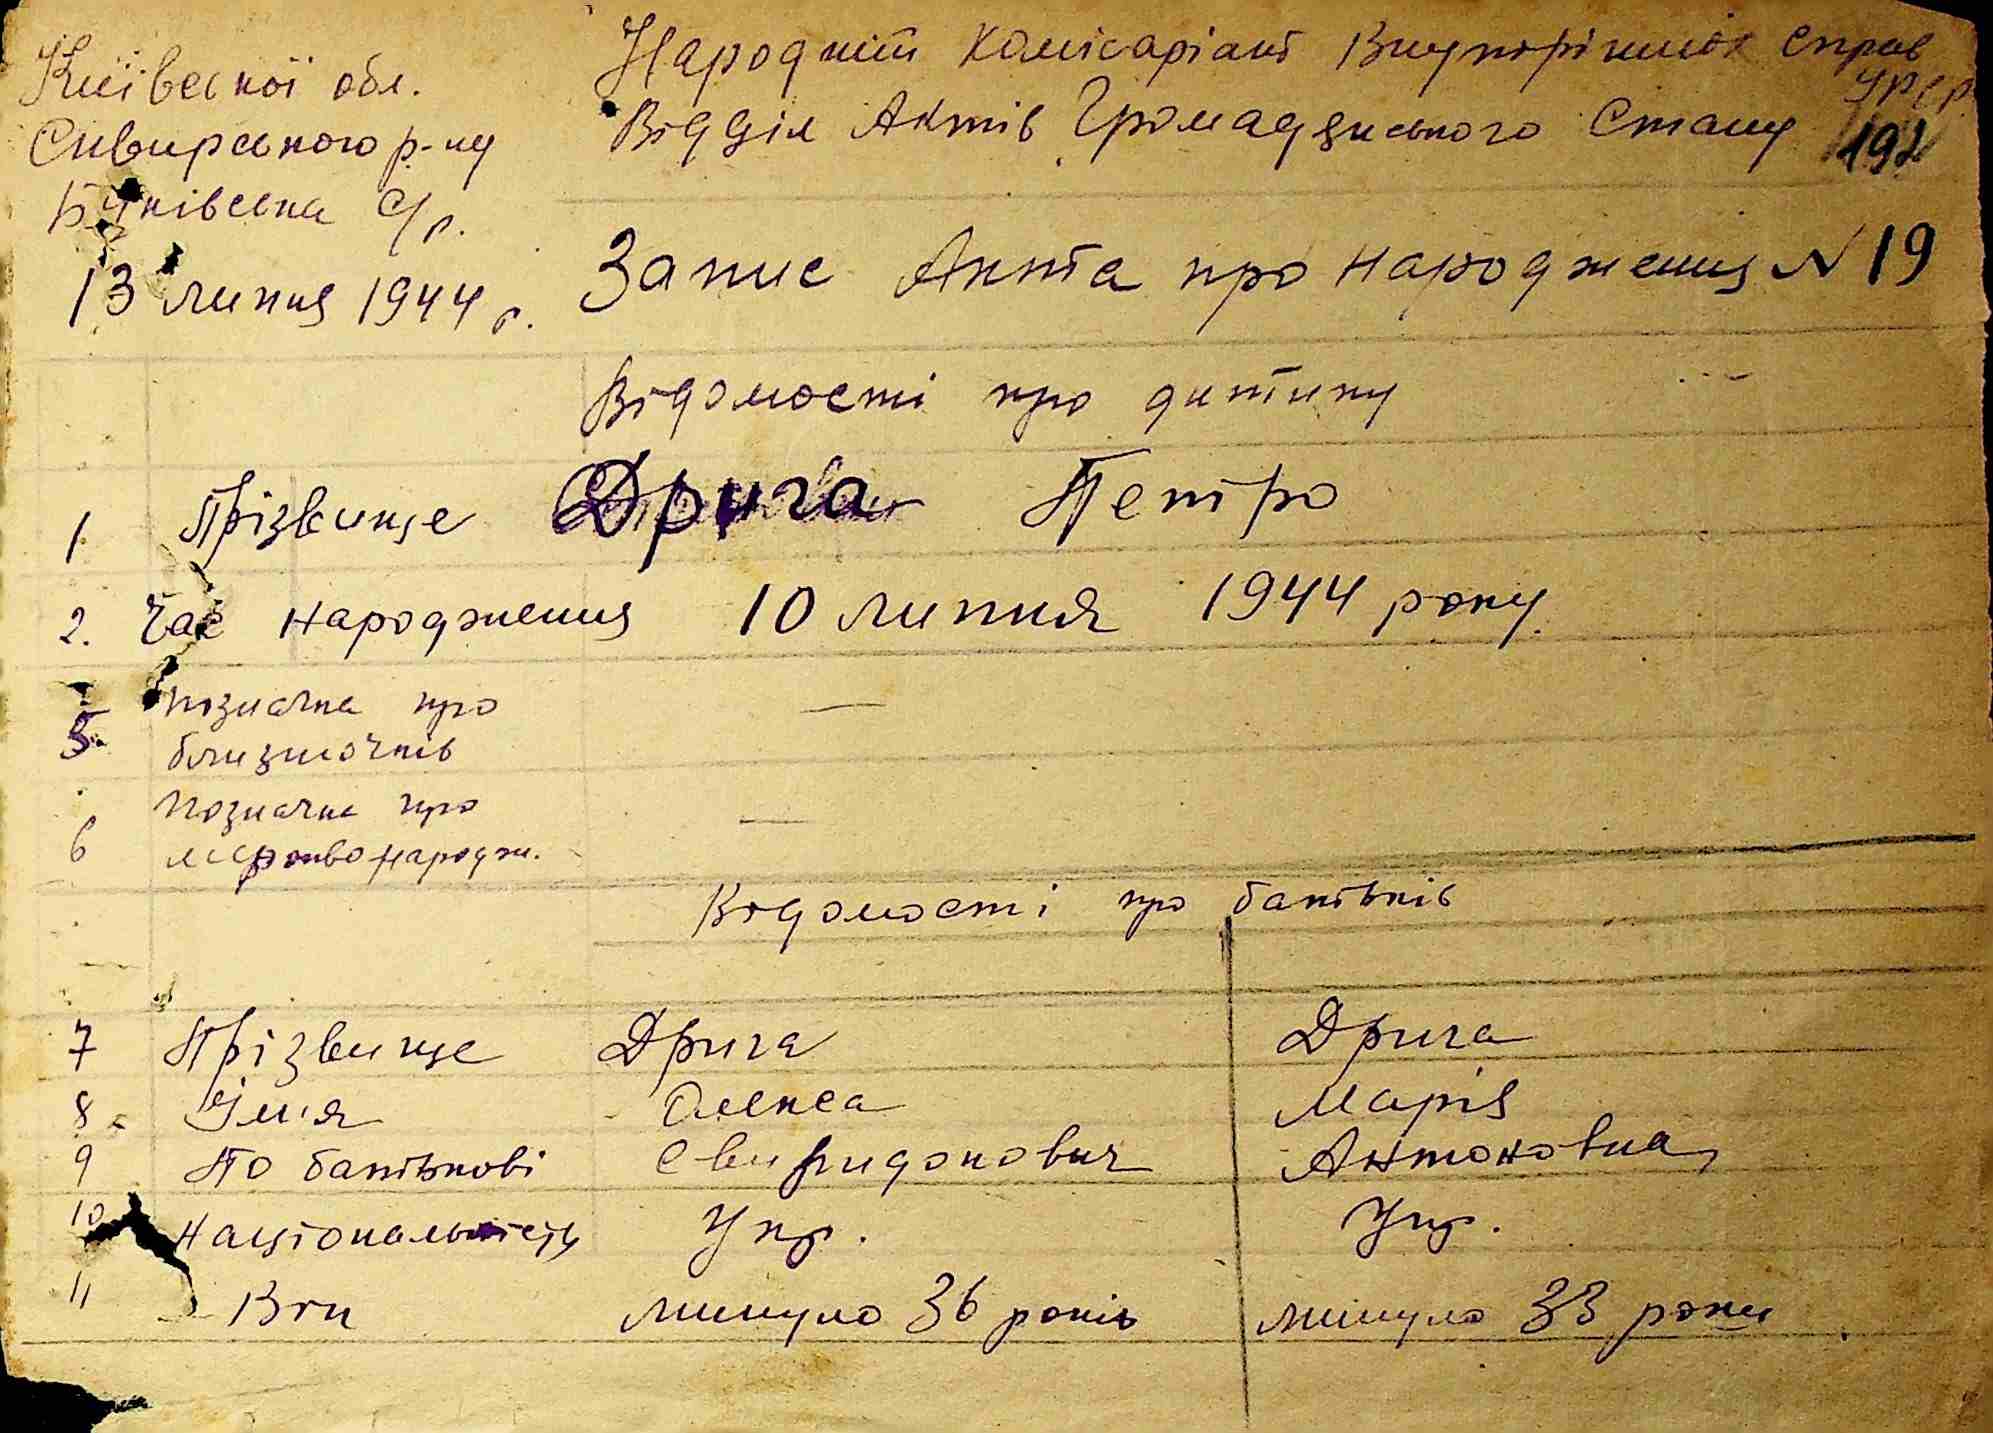 Київської обл.
Сквирського р-ну
Буківська С/р.
13 липня 1944 р.
Народній Комісаріат Внутрішніх Справ
УРСР
Відділ Актів Громадянського Стану
192
Запис Акта про народження N 19
Відомості про дитину
1. Прізвище Дрига Петро
2. Час народження 10 липня 1944 року.
5. Позначка про —
близночків
6 Позначка про —
мертвонародж.
Відомості про батьків
7 Прізвище Дрига Дрига
8 Ім'я Олекса Марія
9 По батькові Свиридонович Антоновна
10 Національність Укр. Укр.
11 Вік минуло 36 років минуло 33 роки